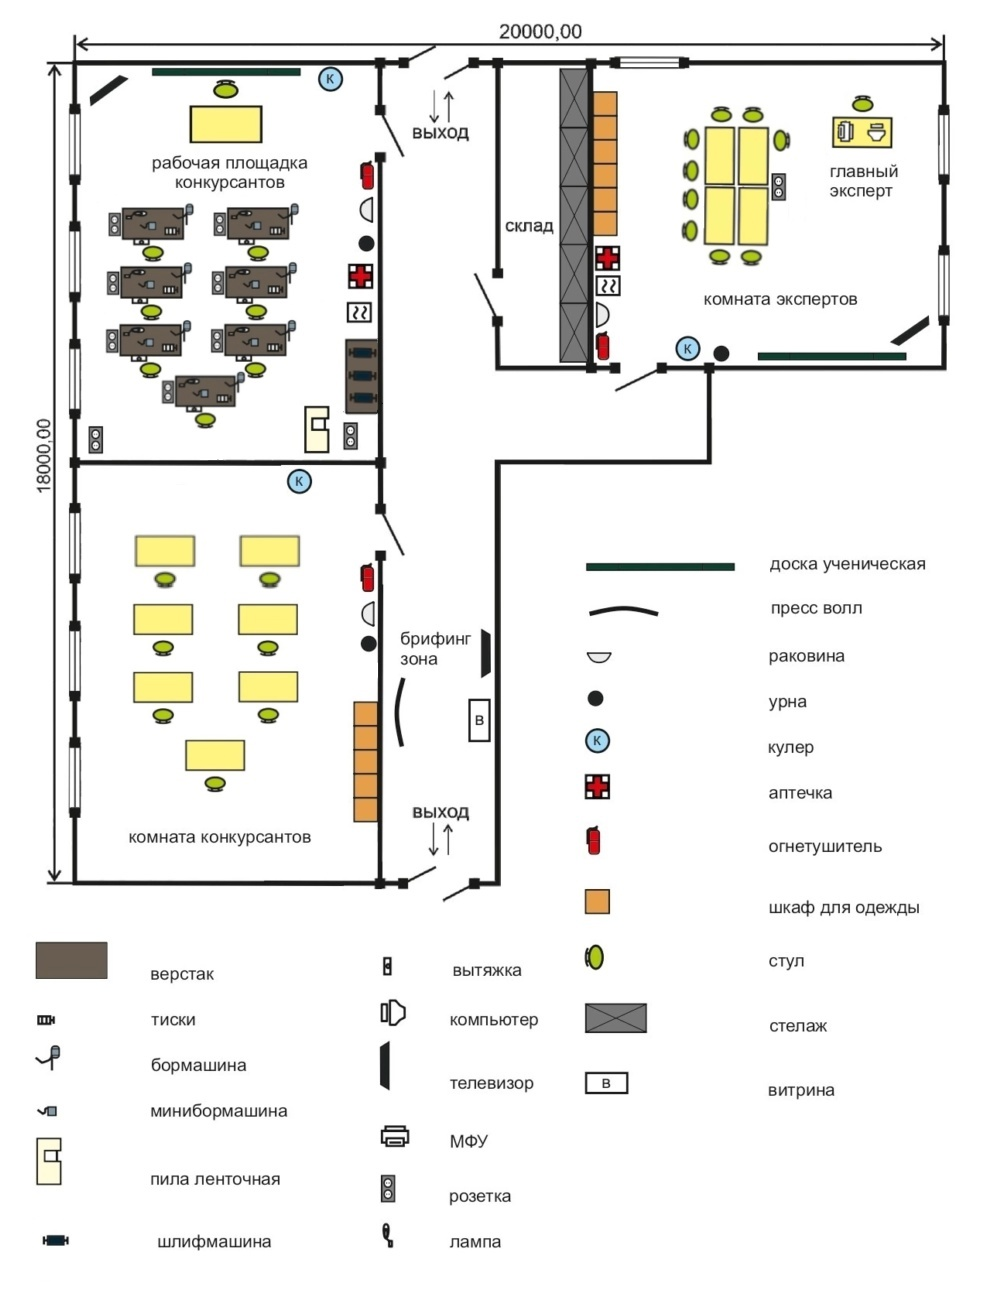 20000,00
К
выход
рабочая площадка
конкурсантов
склад
главный
эксперт
комната экспертов
К
18000,00
К
брифинг
зона
В
выход
комната конкурсантов
доска ученическая
пресс волл
раковина
урна
К кулер
аптечка
огнетушитель
шкаф для одежды
стул
стелаж
В витрина
верстак
тиски
бормашина
минибормашина
пила ленточная
шлифмашина
вытяжка
компьютер
телевизор
МФУ
розетка
лампа